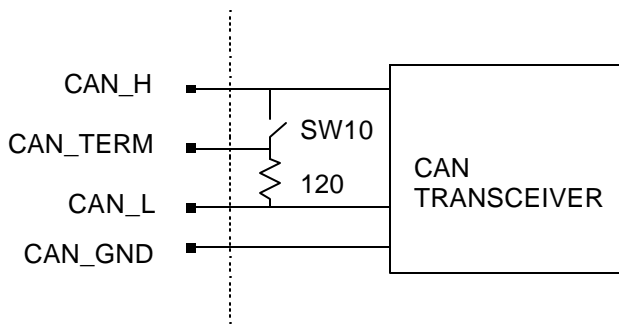 CAN_H
SW10
CAN_TERM
120
CAN_L
CAN_GND
CAN
TRANSCEIVER